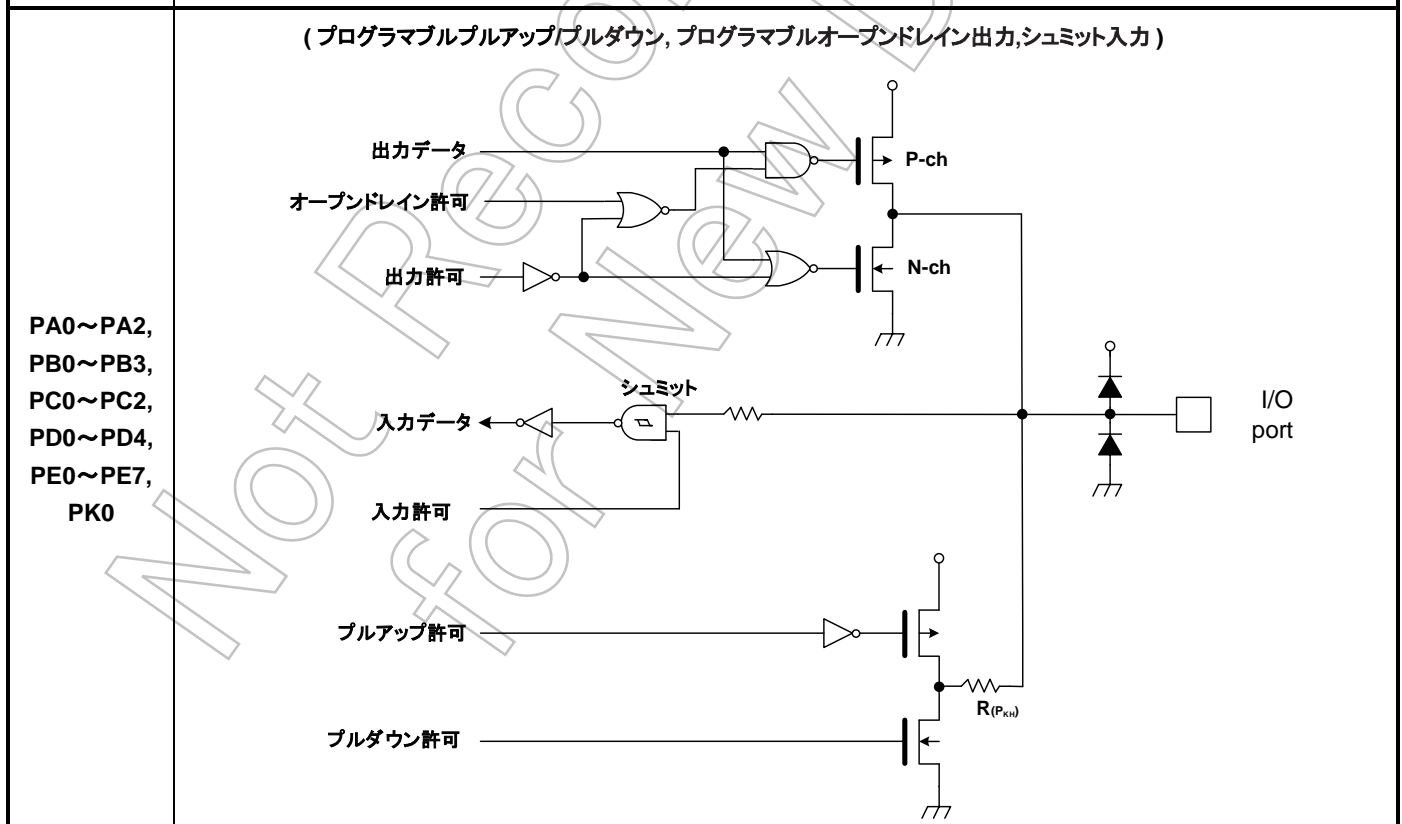 ( プログラマブルプルアップ/プルダウン, プログラマブルオープンドレイン出力,シュミット入力 )
出力データ
P-ch
オープンドレイン許可
出力許可
N-ch
PA0～PA2,
PB0～PB3,
PC0～PC2,
PD0～PD4,
PE0～PE7,
PK0
シュミット
入力データ
I/O
port
入力許可
プルアップ許可
R(PKH)
プルダウン許可
Not Reco
for New D